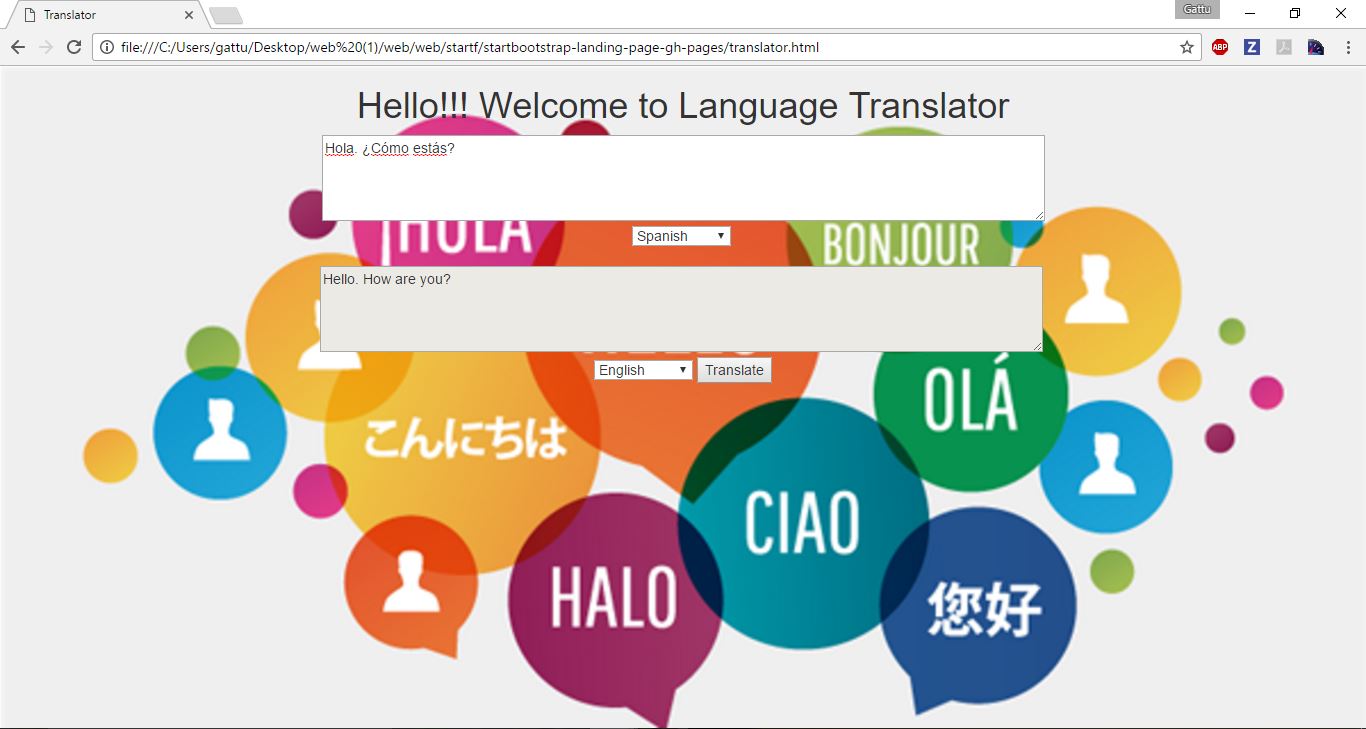 Translator
Gattu
file:///C:/Users/gattu/Desktop/web%20(1)/web/web/startf/startbootstrap-landing-page-gh-pages/translator.html
ABP
Z
Hello!!! Welcome to Language Translator
Hola. ¿Cómo estás?
¡HOLA
Spanish
BONJOUR
Hello. How are you?
English
Translate
OLÁ
こんにちは
CIAO
HALO
您好